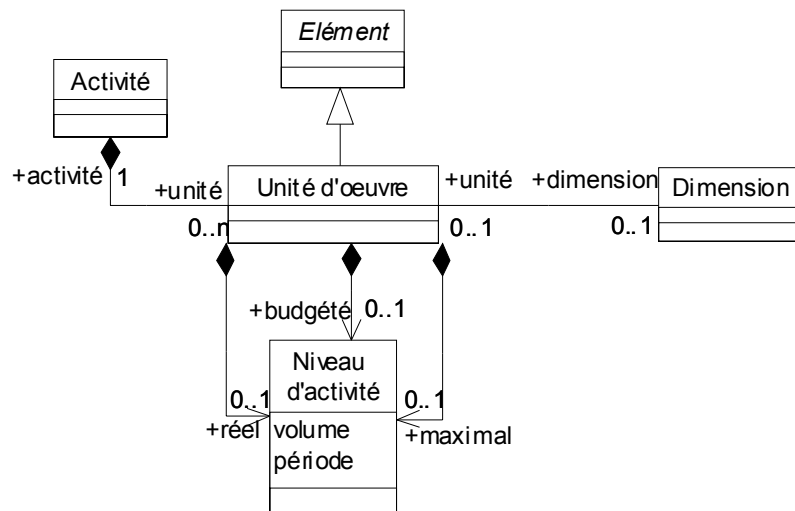 Elément
Activité
+activité
1
+unité
0..n
Unité d'oeuvre
+unité
0..1
+dimension
0..1
Dimension
+budgété
0..1
Niveau
d'activité
0..1
+réel
0..1
+maximal
volume
période